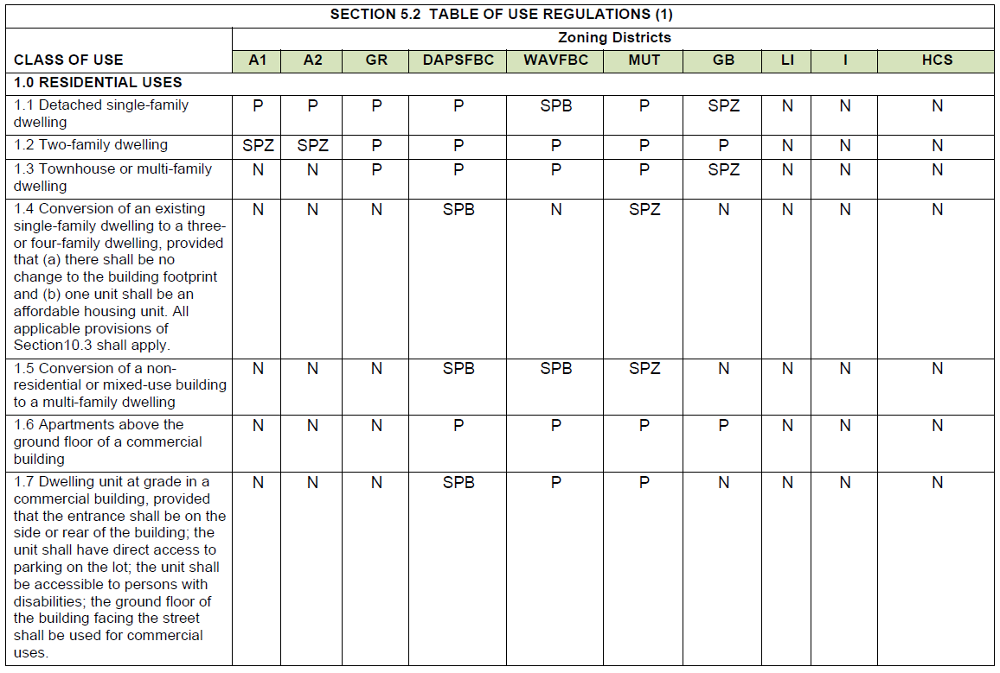 SECTION 5.2 TABLE OF USE REGULATIONS (1)
Zoning Districts
CLASS OF USE A1 A2 GR DAPSFBC WAVFBC MUT GB LI I HCS
1.0 RESIDENTIAL USES
1.1 Detached single-family P P P P SPB P SPZ N N N
dwelling
1.2 Two-family dwelling SPZ SPZ P P P P P N N N
1.3 Townhouse or multi-family N N P P P P SPZ N N N
dwelling
1.4 Conversion of an existing N N N SPB N SPZ N N N N
single-family dwelling to a three-
or four-family dwelling, provided
that (a) there shall be no
change to the building footprint
and (b) one unit shall be an
affordable housing unit. All
applicable provisions of
Section10.3 shall apply.
1.5 Conversion of a non- N N N SPB SPB SPZ N N N N
residential or mixed-use building
to a multi-family dwelling
1.6 Apartments above the N N N P P P P N N N
ground floor of a commercial
building
1.7 Dwelling unit at grade in a N N N SPB P P N N N N
commercial building, provided
that the entrance shall be on the
side or rear of the building; the
unit shall have direct access to
parking on the lot; the unit shall
be accessible to persons with
disabilities; the ground floor of
the building facing the street
shall be used for commercial
uses.